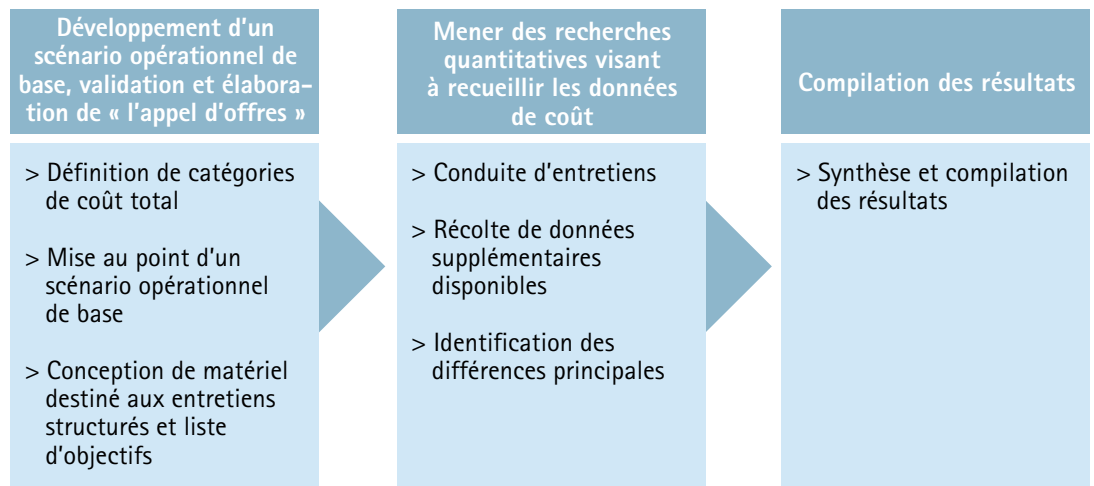 Développement d'un
scénario opérationnel de
base, validation et élabora-
tion de « l'appel d'offres »
> Définition de catégories
de coût total
> Mise au point d'un
scénario opérationnel
de base
> Conception de matériel
destiné aux entretiens
structurés et liste
d'objectifs
Mener des recherches
quantitatives visant
à recueillir les données
de coût
> Conduite d'entretiens
> Récolte de données
supplémentaires
disponibles
> Identification des
différences principales
Compilation des résultats
> Synthèse et compilation
des résultats